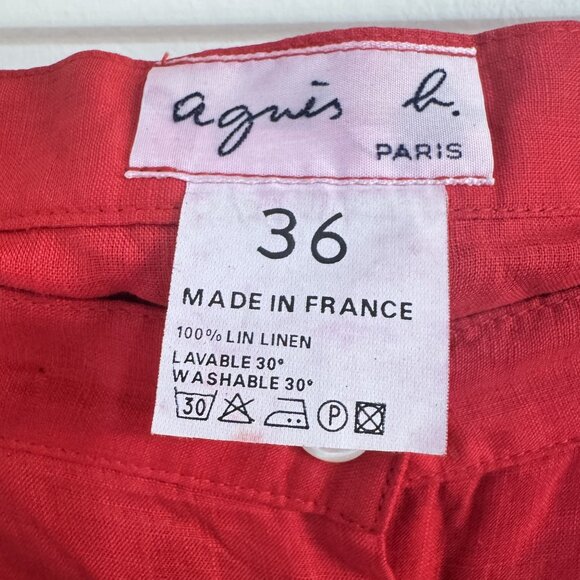 agnès b.
PARIS
36
MADE IN FRANCE
100% LIN LINEN
LAVABLE 30°
WASHABLE 30°
30 P